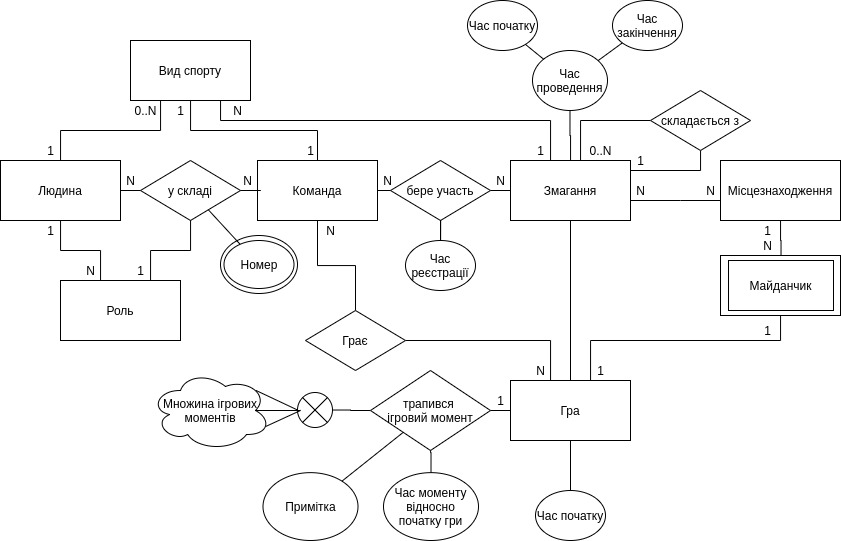 Час початку
Час
закінчення
Вид спорту
Час
проведення
0..N
1
N
складається з
1
1
1
0..N
1
Людина
N
у складі
N
Команда
N
бере участь
N
Змагання
N
N
Місцезнаходження
1
N
1
N
Номер
Час
реєстрації
N
1
Майданчик
Роль
Грає
1
N
1
Множина ігрових
моментів
трапився
ігровий момент
1
Гра
Примітка
Час моменту
відносно
початку гри
Час початку